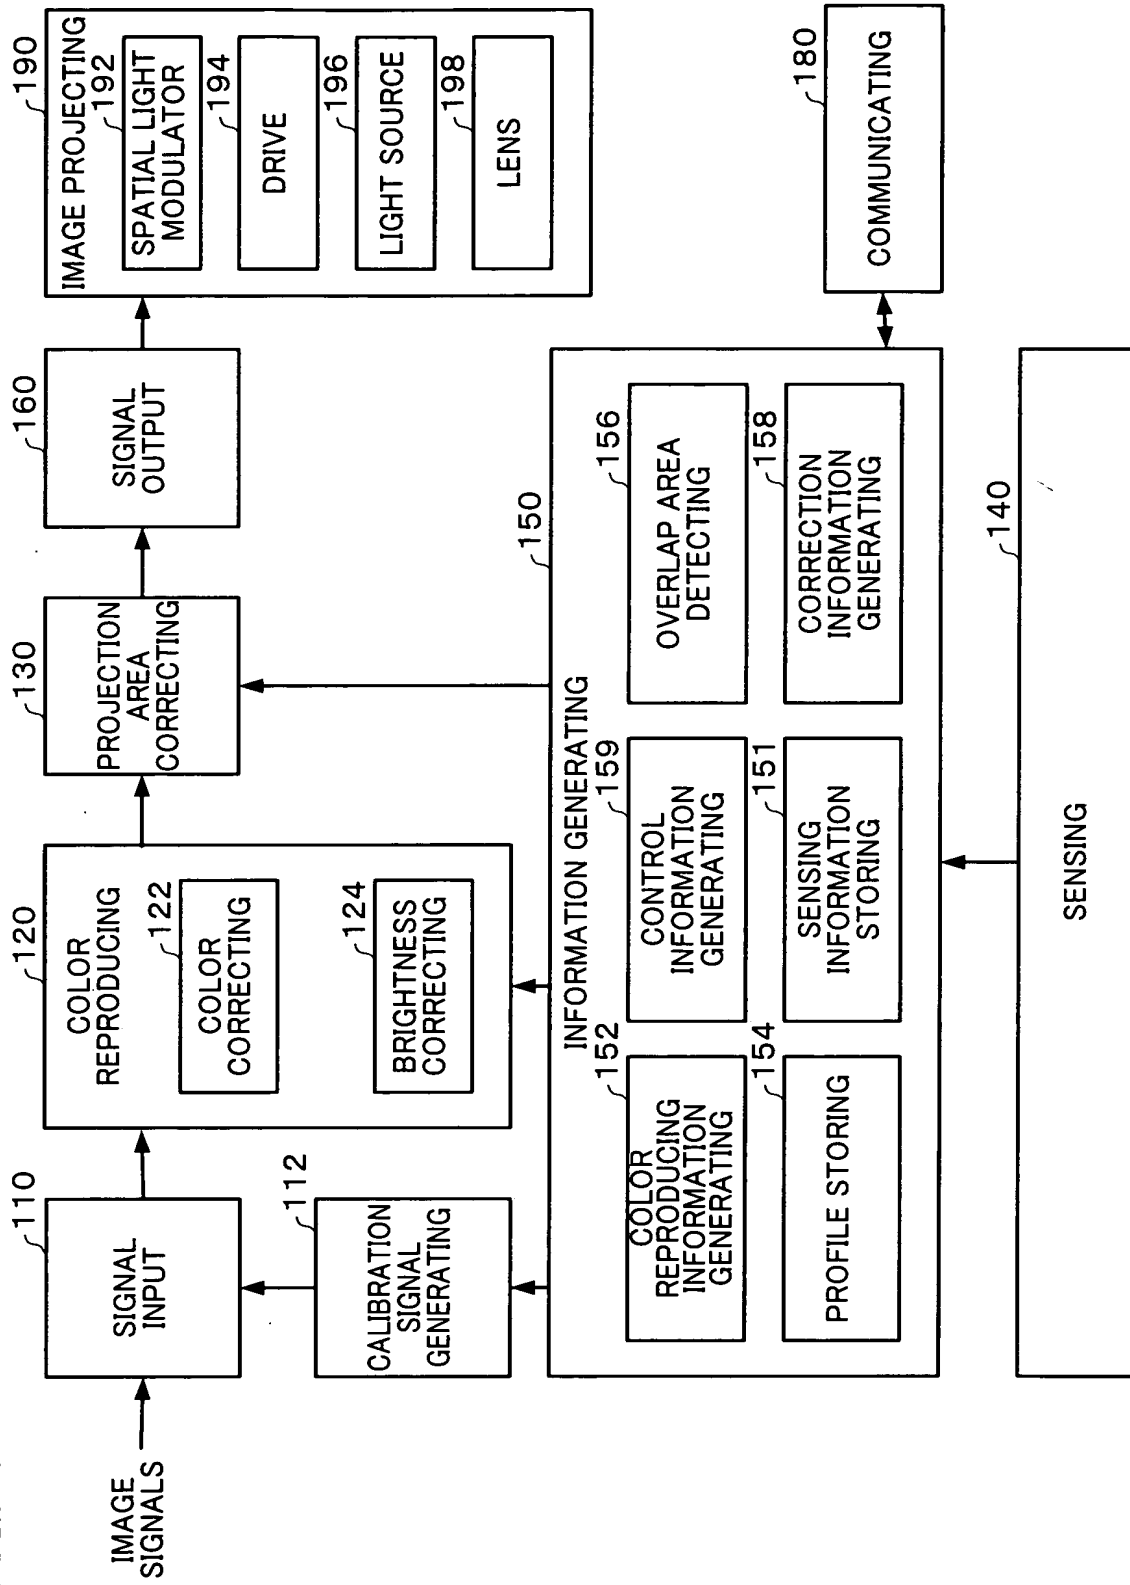 IMAGE
SIGNALS
110
SIGNAL
INPUT
120
COLOR
REPRODUCING
122
COLOR
CORRECTING
124
BRIGHTNESS
CORRECTING
130
PROJECTION
AREA
CORRECTING
160
SIGNAL
OUTPUT
190
IMAGE PROJECTING
192
SPATIAL LIGHT
MODULATOR
194
DRIVE
196
LIGHT SOURCE
198
LENS
112
CALIBRATION
SIGNAL
GENERATING
150
INFORMATION GENERATING
152
COLOR
REPRODUCING
INFORMATION
GENERATING
159
CONTROL
INFORMATION
GENERATING
156
OVERLAP AREA
DETECTING
154
PROFILE STORING
151
SENSING
INFORMATION
STORING
158
CORRECTION
INFORMATION
GENERATING
180
COMMUNICATING
140
SENSING